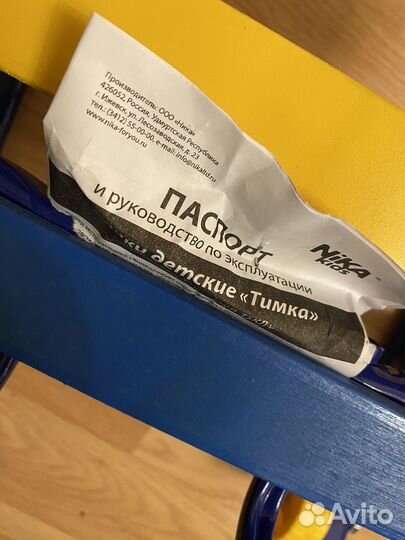 Производитель: ООО «Ника»
426052, Россия, Удмуртская Республика
г. Ижевск, ул. Лесозаводская, д. 23
тел.: (3412) 55-00-00, e-mail: info@nikaltd.ru
www.nika-foryou.ru
ПАСПОРТ
и руководство по эксплуатации
NiKA
KiDS
детские «Тимка»
Avito